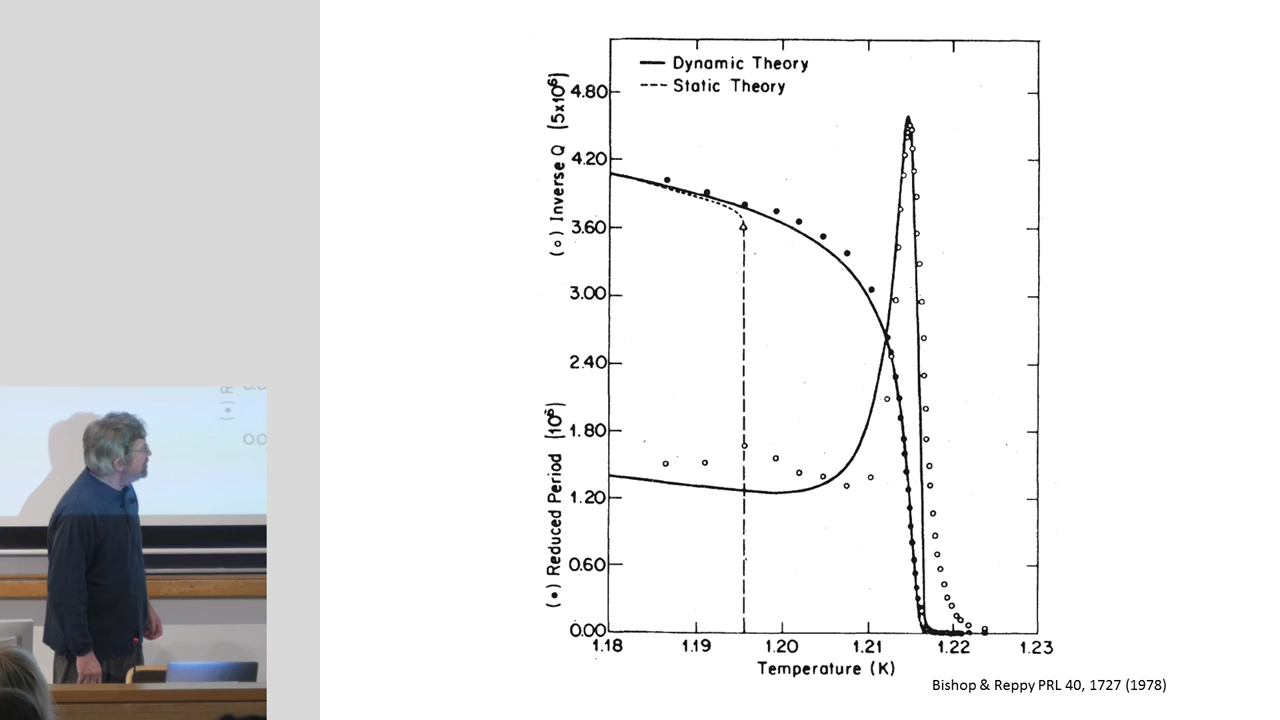 Dynamic Theory
Static Theory
(o) Inverse Q (5x10⁶)
(•) Reduced Period (10⁶)
4.80
4.20
3.60
3.00
2.40
1.80
1.20
0.60
0.00
1.18
1.19
1.20
1.21
1.22
1.23
Temperature (K)
Bishop & Reppy PRL 40, 1727 (1978)
(•) R
0.0